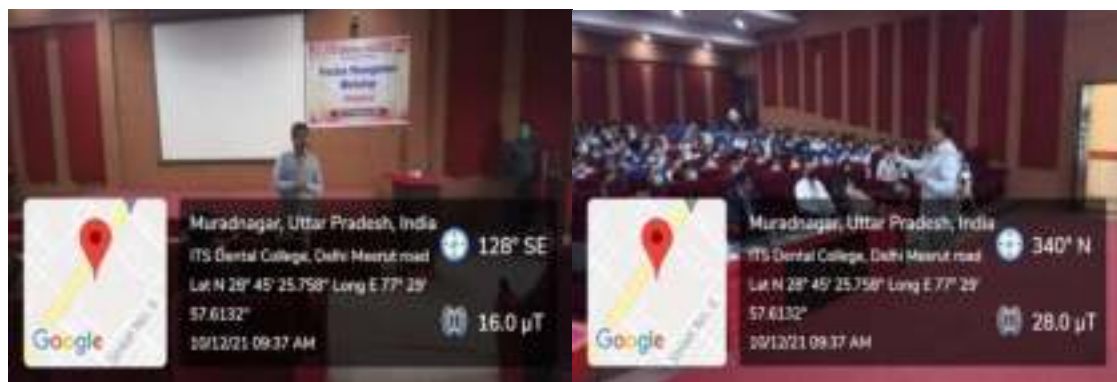 Muradnagar, Uttar Pradesh, India
ITS Dental College, Delhi Meerut road
Lat N 28° 45' 25.758" Long E 77° 29'
57.6132"
10/12/21 09:37 AM
128° SE
16.0 µT
Google
Muradnagar, Uttar Pradesh, India
ITS Dental College, Delhi Meerut road
Lat N 28° 45' 25.758" Long E 77° 29'
57.6132"
10/12/21 09:37 AM
340° N
28.0 µT
Google